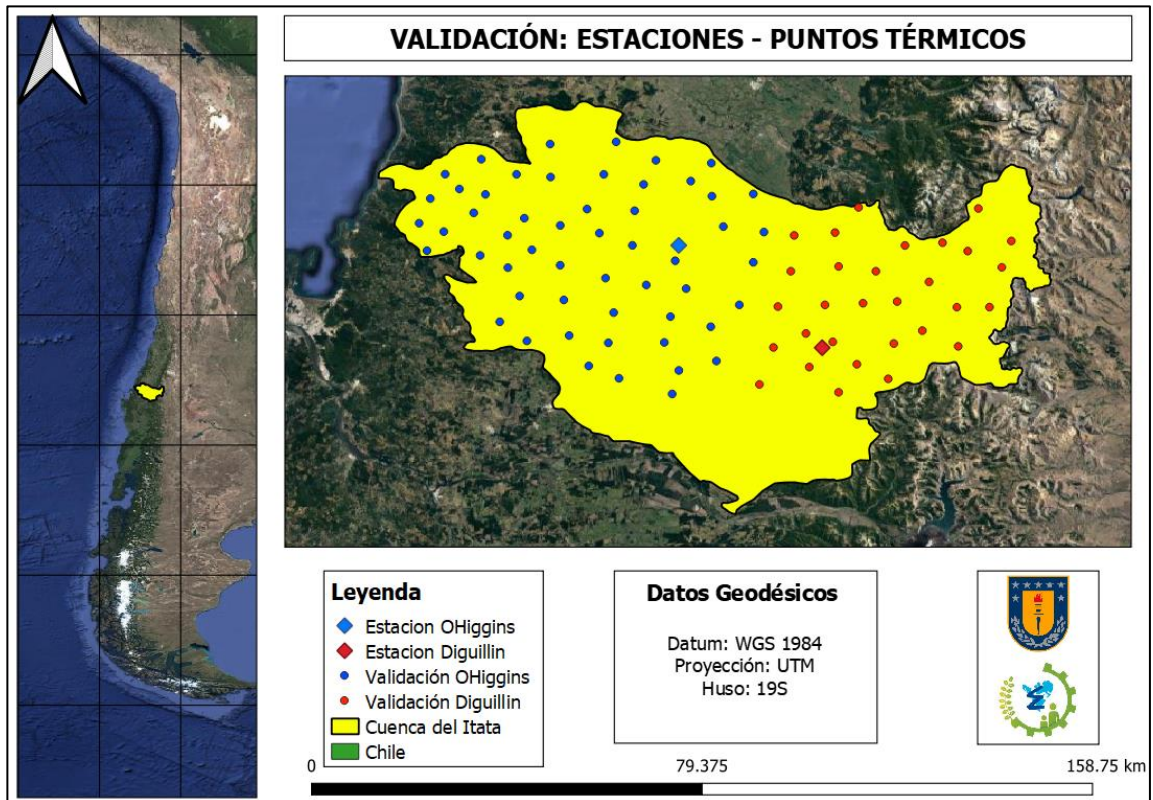 VALIDACIÓN: ESTACIONES - PUNTOS TÉRMICOS
Leyenda
Estacion OHiggins
Estacion Diguillin
Validación OHiggins
Validación Diguillin
Cuenca del Itata
Chile
Datos Geodésicos
Datum: WGS 1984
Proyección: UTM
Huso: 19S
0 79.375 158.75 km